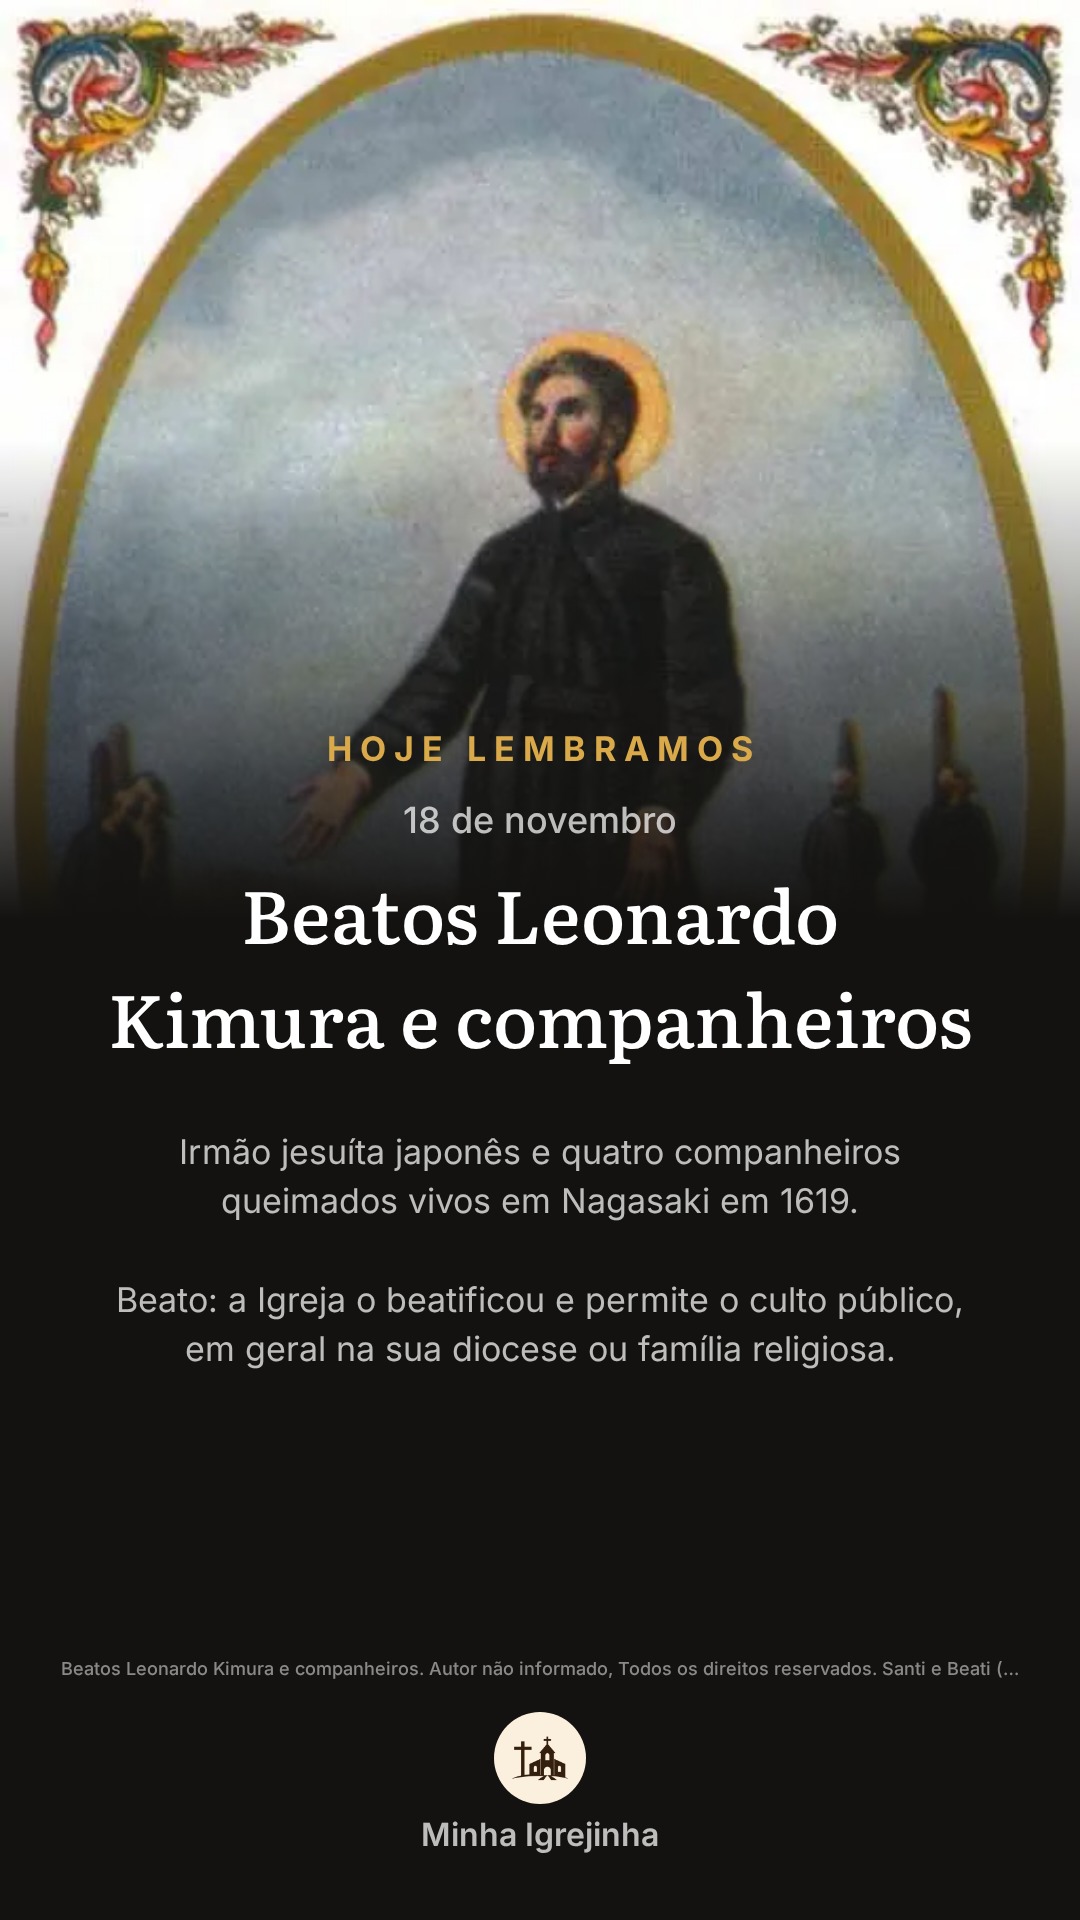 HOJE LEMBRAMOS
18 de novembro
Beatos Leonardo
Kimura e companheiros
Irmão jesuíta japonês e quatro companheiros
queimados vivos em Nagasaki em 1619.
Beato: a Igreja o beatificou e permite o culto público,
em geral na sua diocese ou família religiosa.
Beatos Leonardo Kimura e companheiros. Autor não informado, Todos os direitos reservados. Santi e Beati (...
Minha Igrejinha